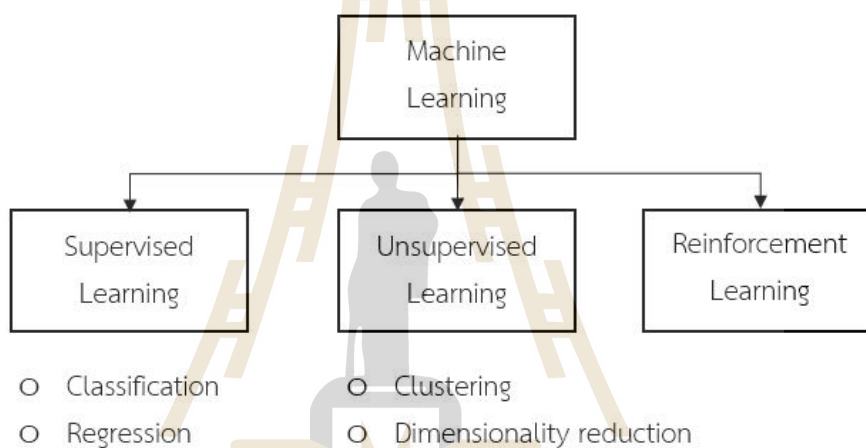 Machine
Learning
Supervised
Learning
Unsupervised
Learning
Reinforcement
Learning
O Classification
O Regression
O Clustering
O Dimensionality reduction